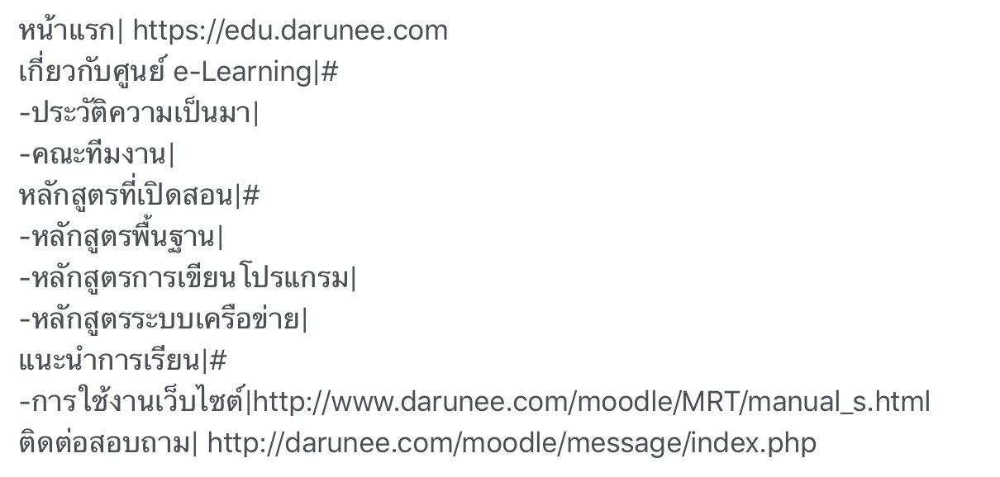 หน้าแรก| https://edu.darunee.com
เกี่ยวกับศูนย์ e-Learning|#
-ประวัติความเป็นมา|
-คณะทีมงาน|
หลักสูตรที่เปิดสอน|#
-หลักสูตรพื้นฐาน|
-หลักสูตรการเขียนโปรแกรม|
-หลักสูตรระบบเครือข่าย|
แนะนำการเรียน|#
-การใช้งานเว็บไซต์|http://www.darunee.com/moodle/MRT/manual_s.html
ติดต่อสอบถาม| http://darunee.com/moodle/message/index.php